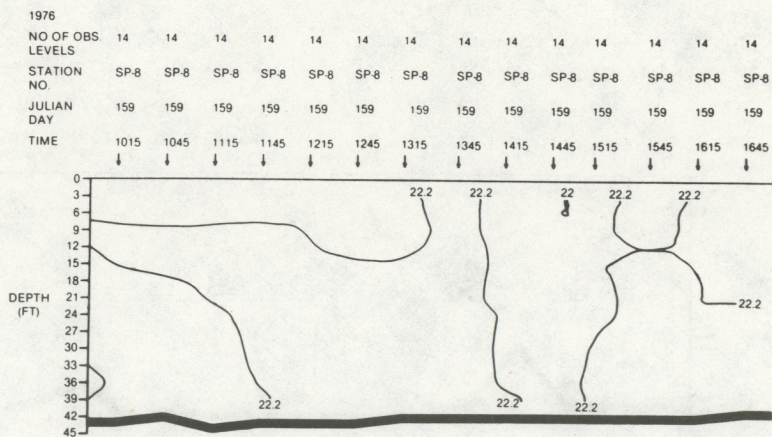 1976
NO OF OBS. 14 14 14 14 14 14 14 14 14 14 14 14 14 14
LEVELS
STATION SP-8 SP-8 SP-8 SP-8 SP-8 SP-8 SP-8 SP-8 SP-8 SP-8 SP-8 SP-8 SP-8 SP-8
NO.
JULIAN 159 159 159 159 159 159 159 159 159 159 159 159 159 159
DAY
TIME 1015 1045 1115 1145 1215 1245 1315 1345 1415 1445 1515 1545 1615 1645
0
3 22.2 22.2 22 22.2 22.2
6
9
12
15
18
DEPTH 21 22.2
(FT) 24
27
30
33
36
39 22.2 22.2 22.2
42
45